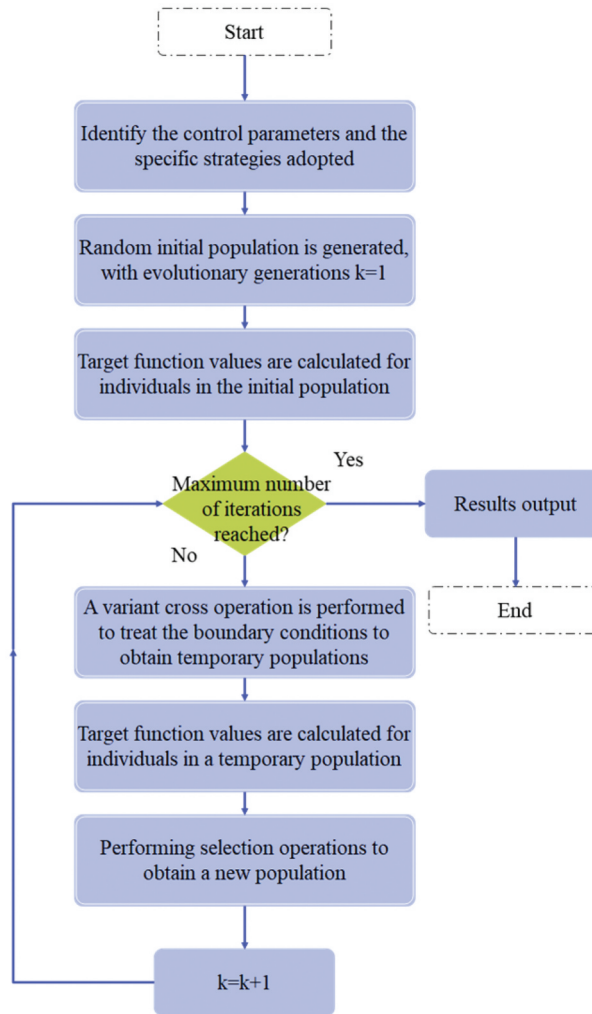 Start
Identify the control parameters and the
specific strategies adopted
Random initial population is generated,
with evolutionary generations k=1
Target function values are calculated for
individuals in the initial population
Yes
Maximum number
of iterations
reached?
Results output
No
End
A variant cross operation is performed
to treat the boundary conditions to
obtain temporary populations
Target function values are calculated for
individuals in a temporary population
Performing selection operations to
obtain a new population
k=k+1